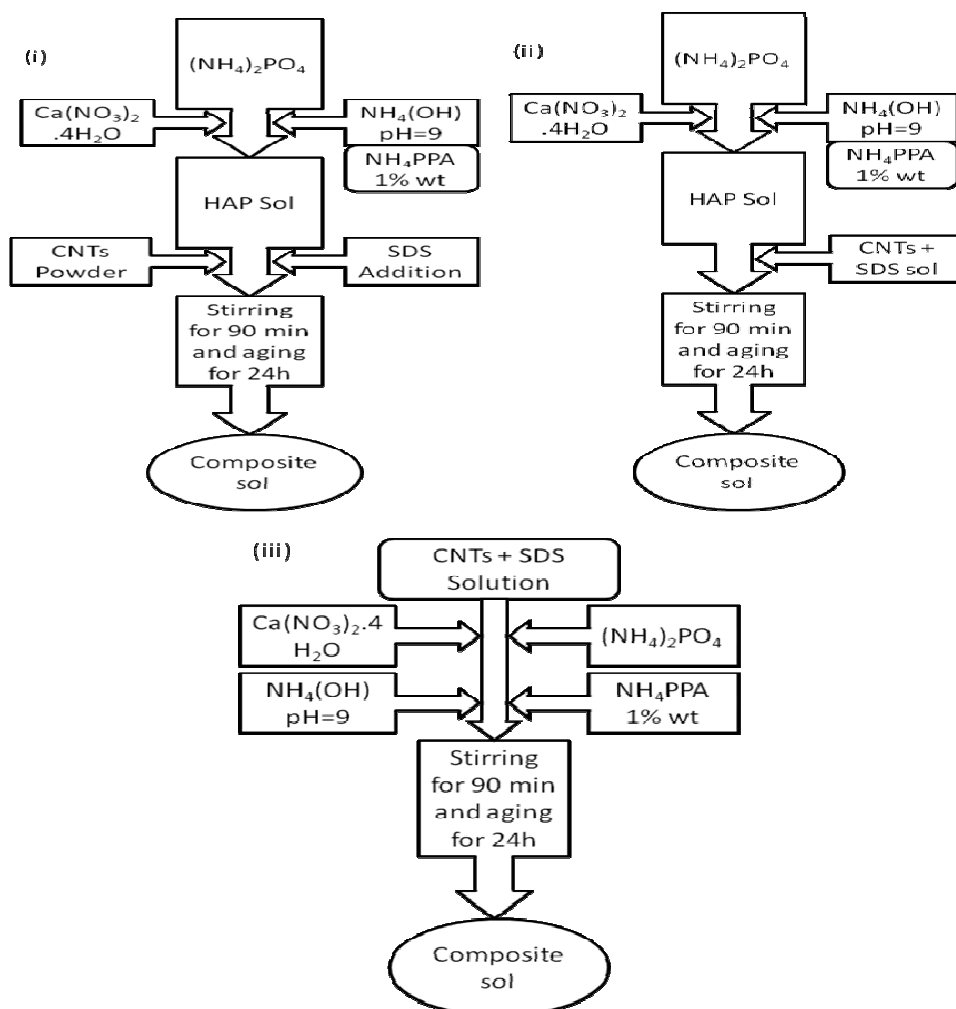 (i)
(NH₄)₂PO₄
Ca(NO₃)₂
.4H₂O
NH₄(OH)
pH=9
NH₄PPA
1% wt
HAP Sol
CNTs
Powder
SDS
Addition
Stirring
for 90 min
and aging
for 24h
Composite
sol
(ii)
(NH₄)₂PO₄
Ca(NO₃)₂
.4H₂O
NH₄(OH)
pH=9
NH₄PPA
1% wt
HAP Sol
CNTs +
SDS sol
Stirring
for 90 min
and aging
for 24h
Composite
sol
(iii)
CNTs + SDS
Solution
Ca(NO₃)₂.4
H₂O
(NH₄)₂PO₄
NH₄(OH)
pH=9
NH₄PPA
1% wt
Stirring
for 90 min
and aging
for 24h
Composite
sol